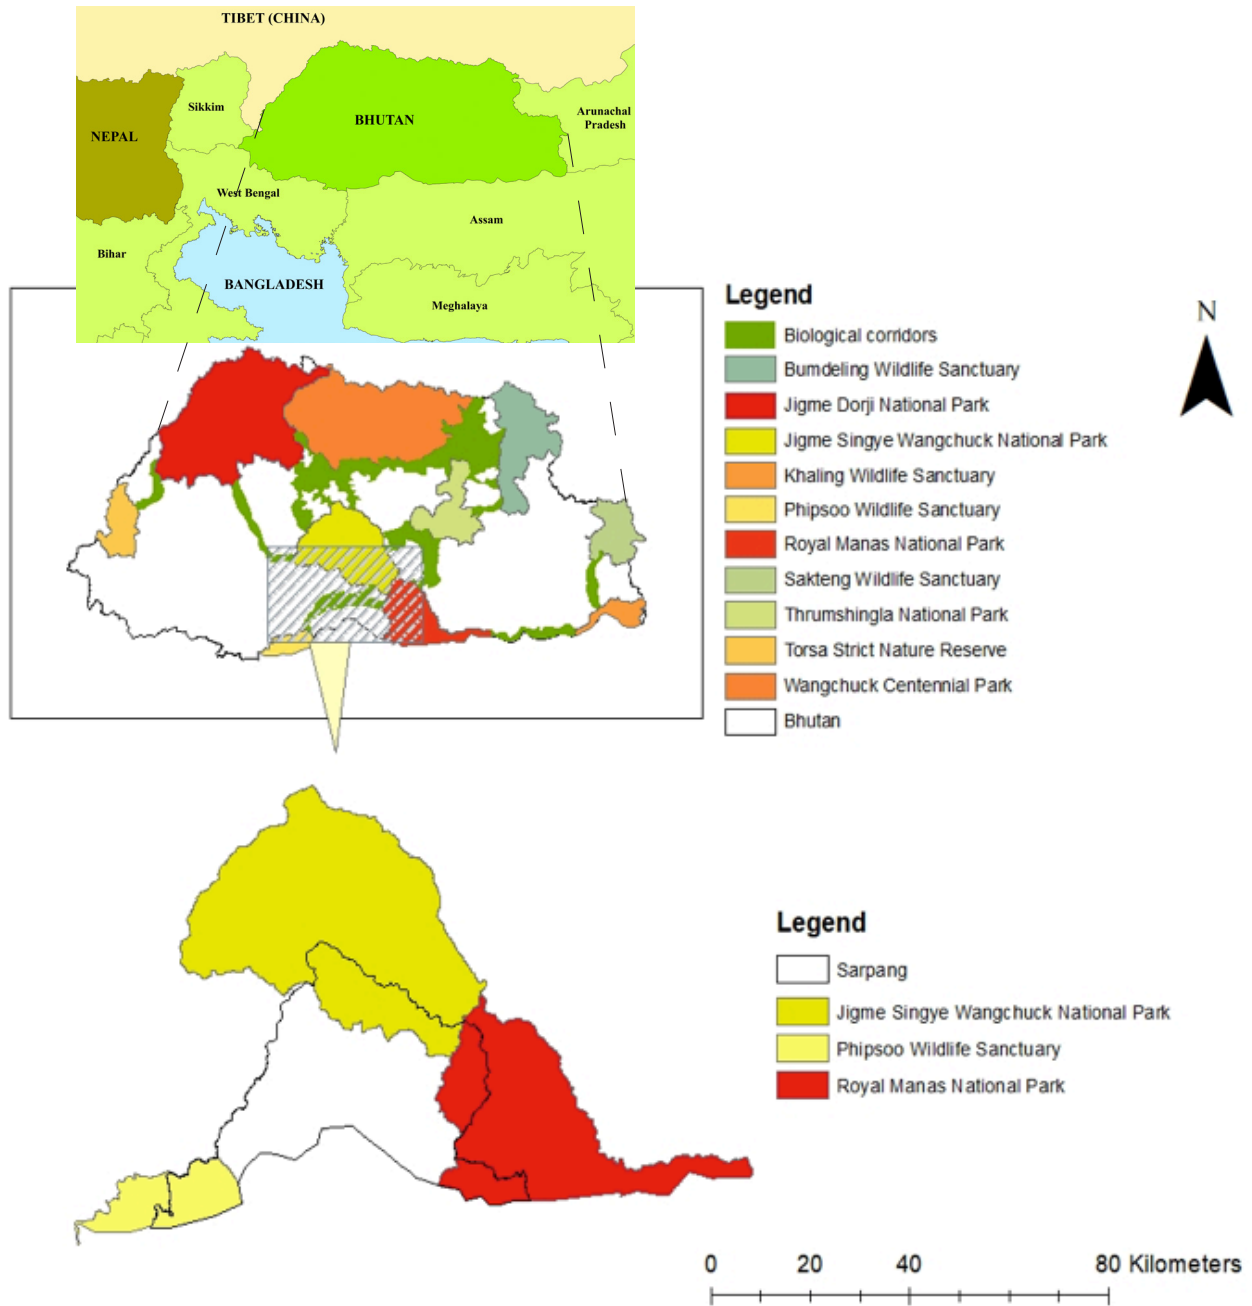 TIBET (CHINA)
Sikkim
Arunachal
Pradesh
NEPAL
BHUTAN
West Bengal
Assam
Bihar
BANGLADESH
Meghalaya
Legend
Biological corridors
Bumdeling Wildlife Sanctuary
Jigme Dorji National Park
Jigme Singye Wangchuck National Park
Khaling Wildlife Sanctuary
Phipsoo Wildlife Sanctuary
Royal Manas National Park
Sakteng Wildlife Sanctuary
Thrumshingla National Park
Torsa Strict Nature Reserve
Wangchuck Centennial Park
Bhutan
N
Legend
Sarpang
Jigme Singye Wangchuck National Park
Phipsoo Wildlife Sanctuary
Royal Manas National Park
0 20 40 80 Kilometers